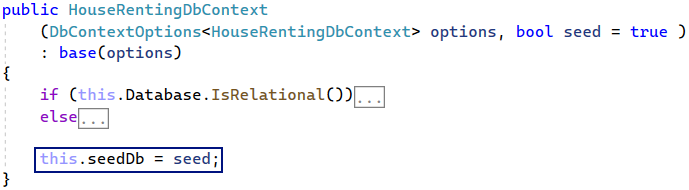 public HouseRentingDbContext
(DbContextOptions<HouseRentingDbContext> options, bool seed = true )
: base(options)
{
if (this.Database.IsRelational())...
else...
this.seedDb = seed;
}